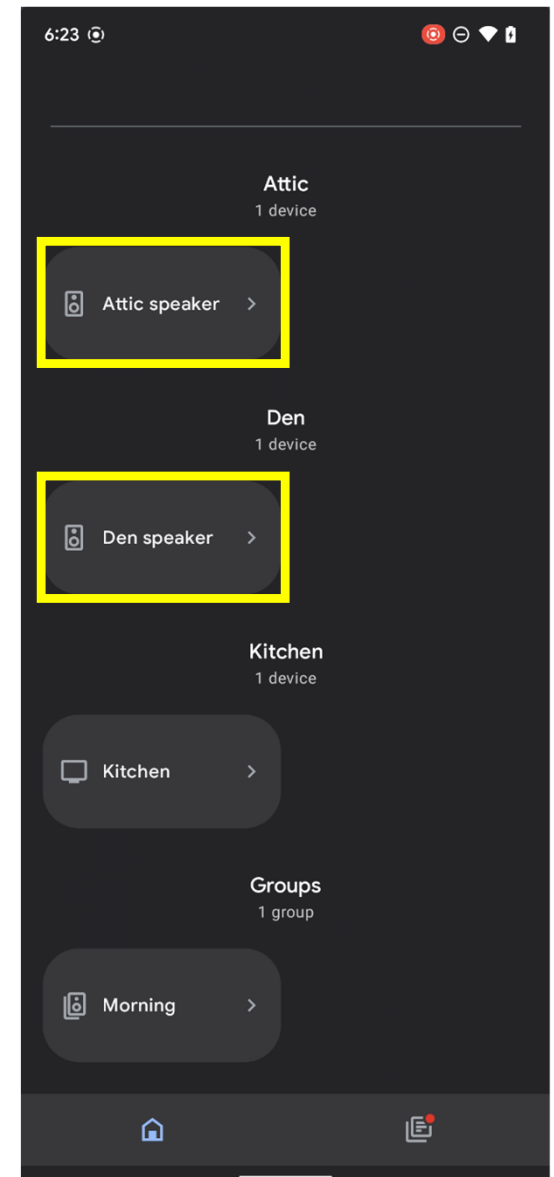 6:23
Attic
1 device
Attic speaker
Den
1 device
Den speaker
Kitchen
1 device
Kitchen
Groups
1 group
Morning